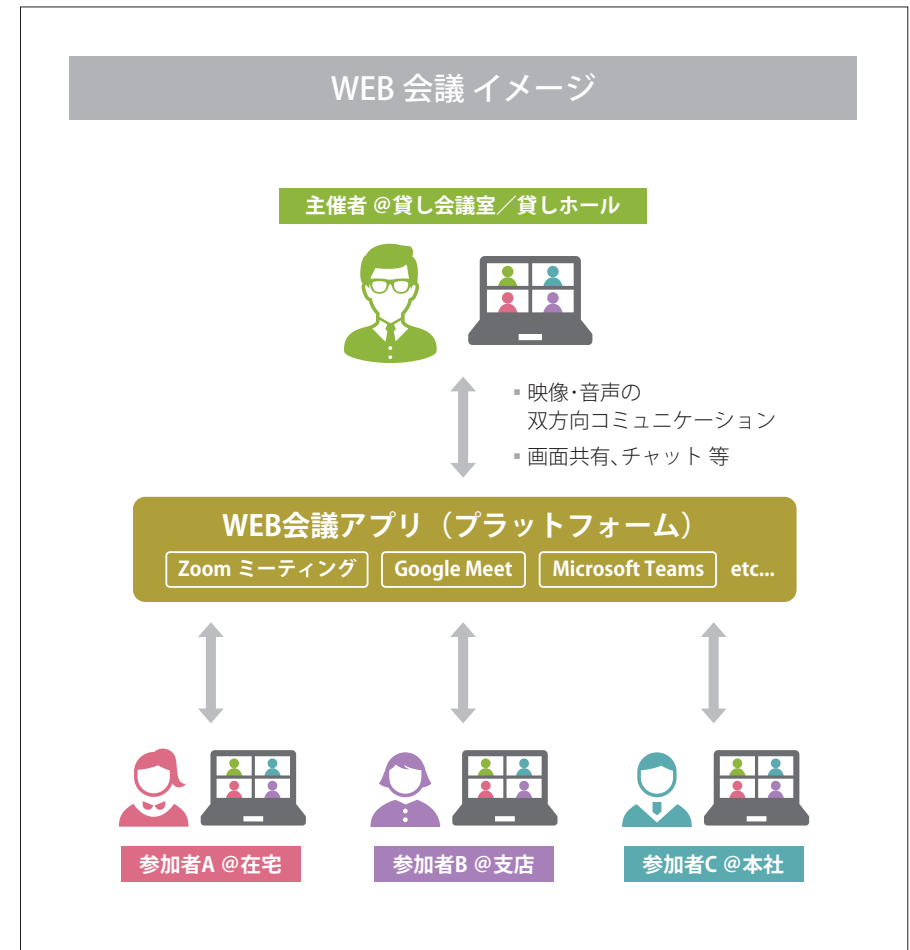 WEB 会議 イメージ
主催者 @貸し会議室／貸しホール
▪ 映像・音声の
双方向コミュニケーション
▪ 画面共有、チャット 等
WEB会議アプリ（プラットフォーム）
Zoom ミーティング Google Meet Microsoft Teams etc...
参加者A @在宅 参加者B @支店 参加者C @本社